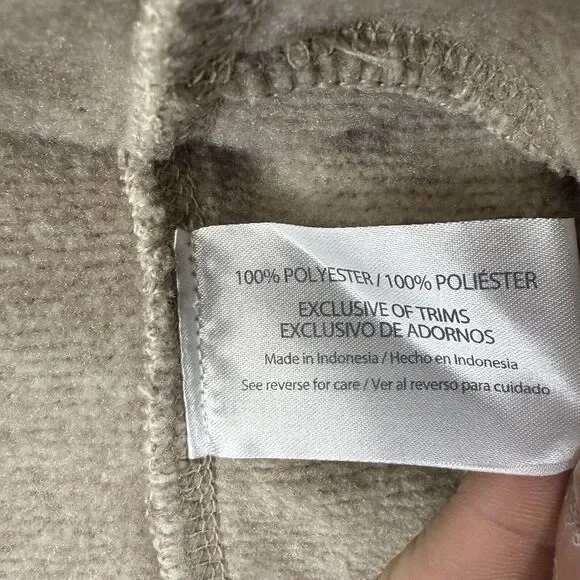 100% POLYESTER / 100% POLIÉSTER
EXCLUSIVE OF TRIMS
EXCLUSIVO DE ADORNOS
Made in Indonesia / Hecho en Indonesia
See reverse for care / Ver al reverso para cuidado